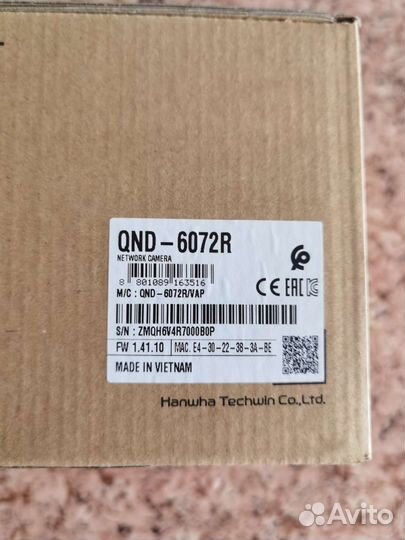 QND-6072R
NETWORK CAMERA
8 801089 163516
M/C : QND-6072R/VAP
CE EAC
S/N : ZMQH6V4R7000B0P
FW 1.41.10 MAC. E4-30-22-38-3A-BE
MADE IN VIETNAM
Hanwha Techwin Co.,Ltd.
Avito